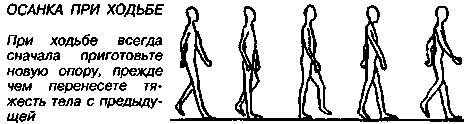 ОСАНКА ПРИ ХОДЬБЕ
При ходьбе всегда
сначала приготовьте
новую опору, прежде
чем перенесете тя-
жесть тела с предыду-
щей